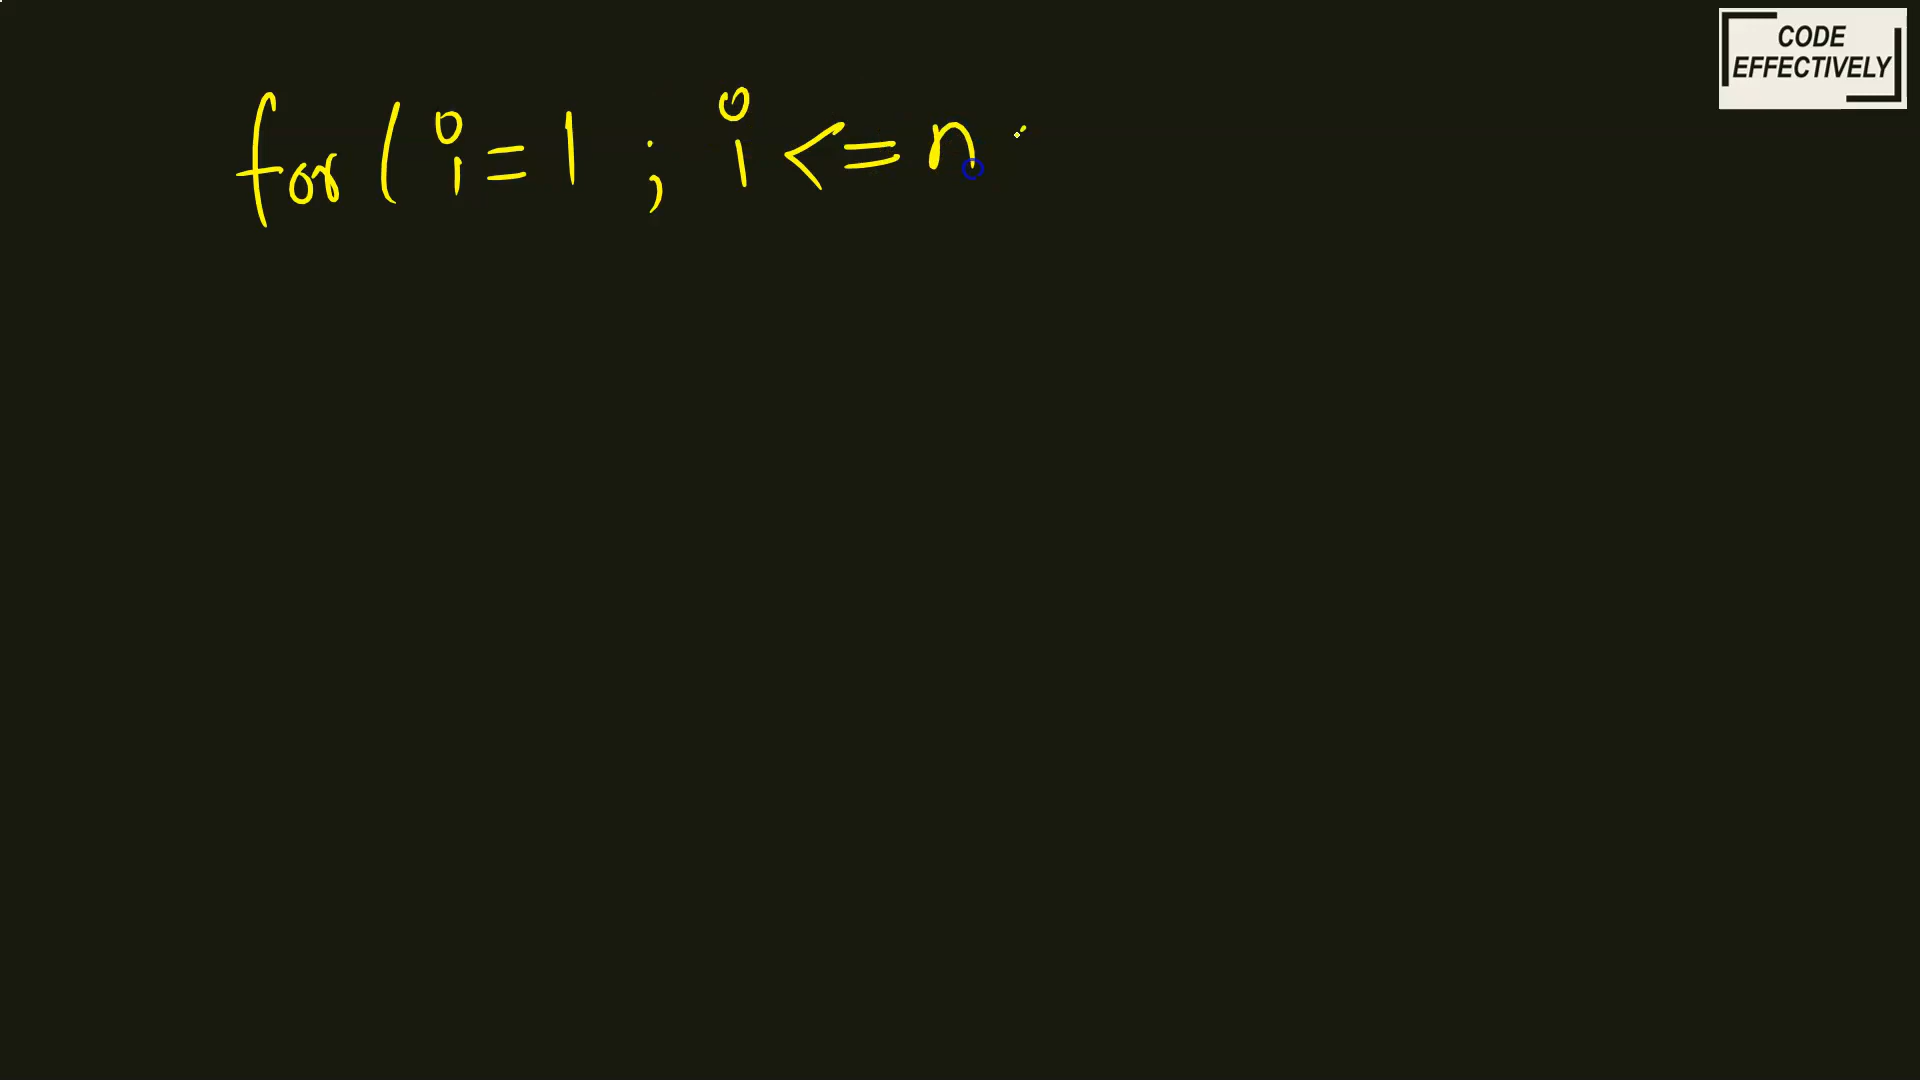 for ( i = 1 ; i <= n
CODE
EFFECTIVELY